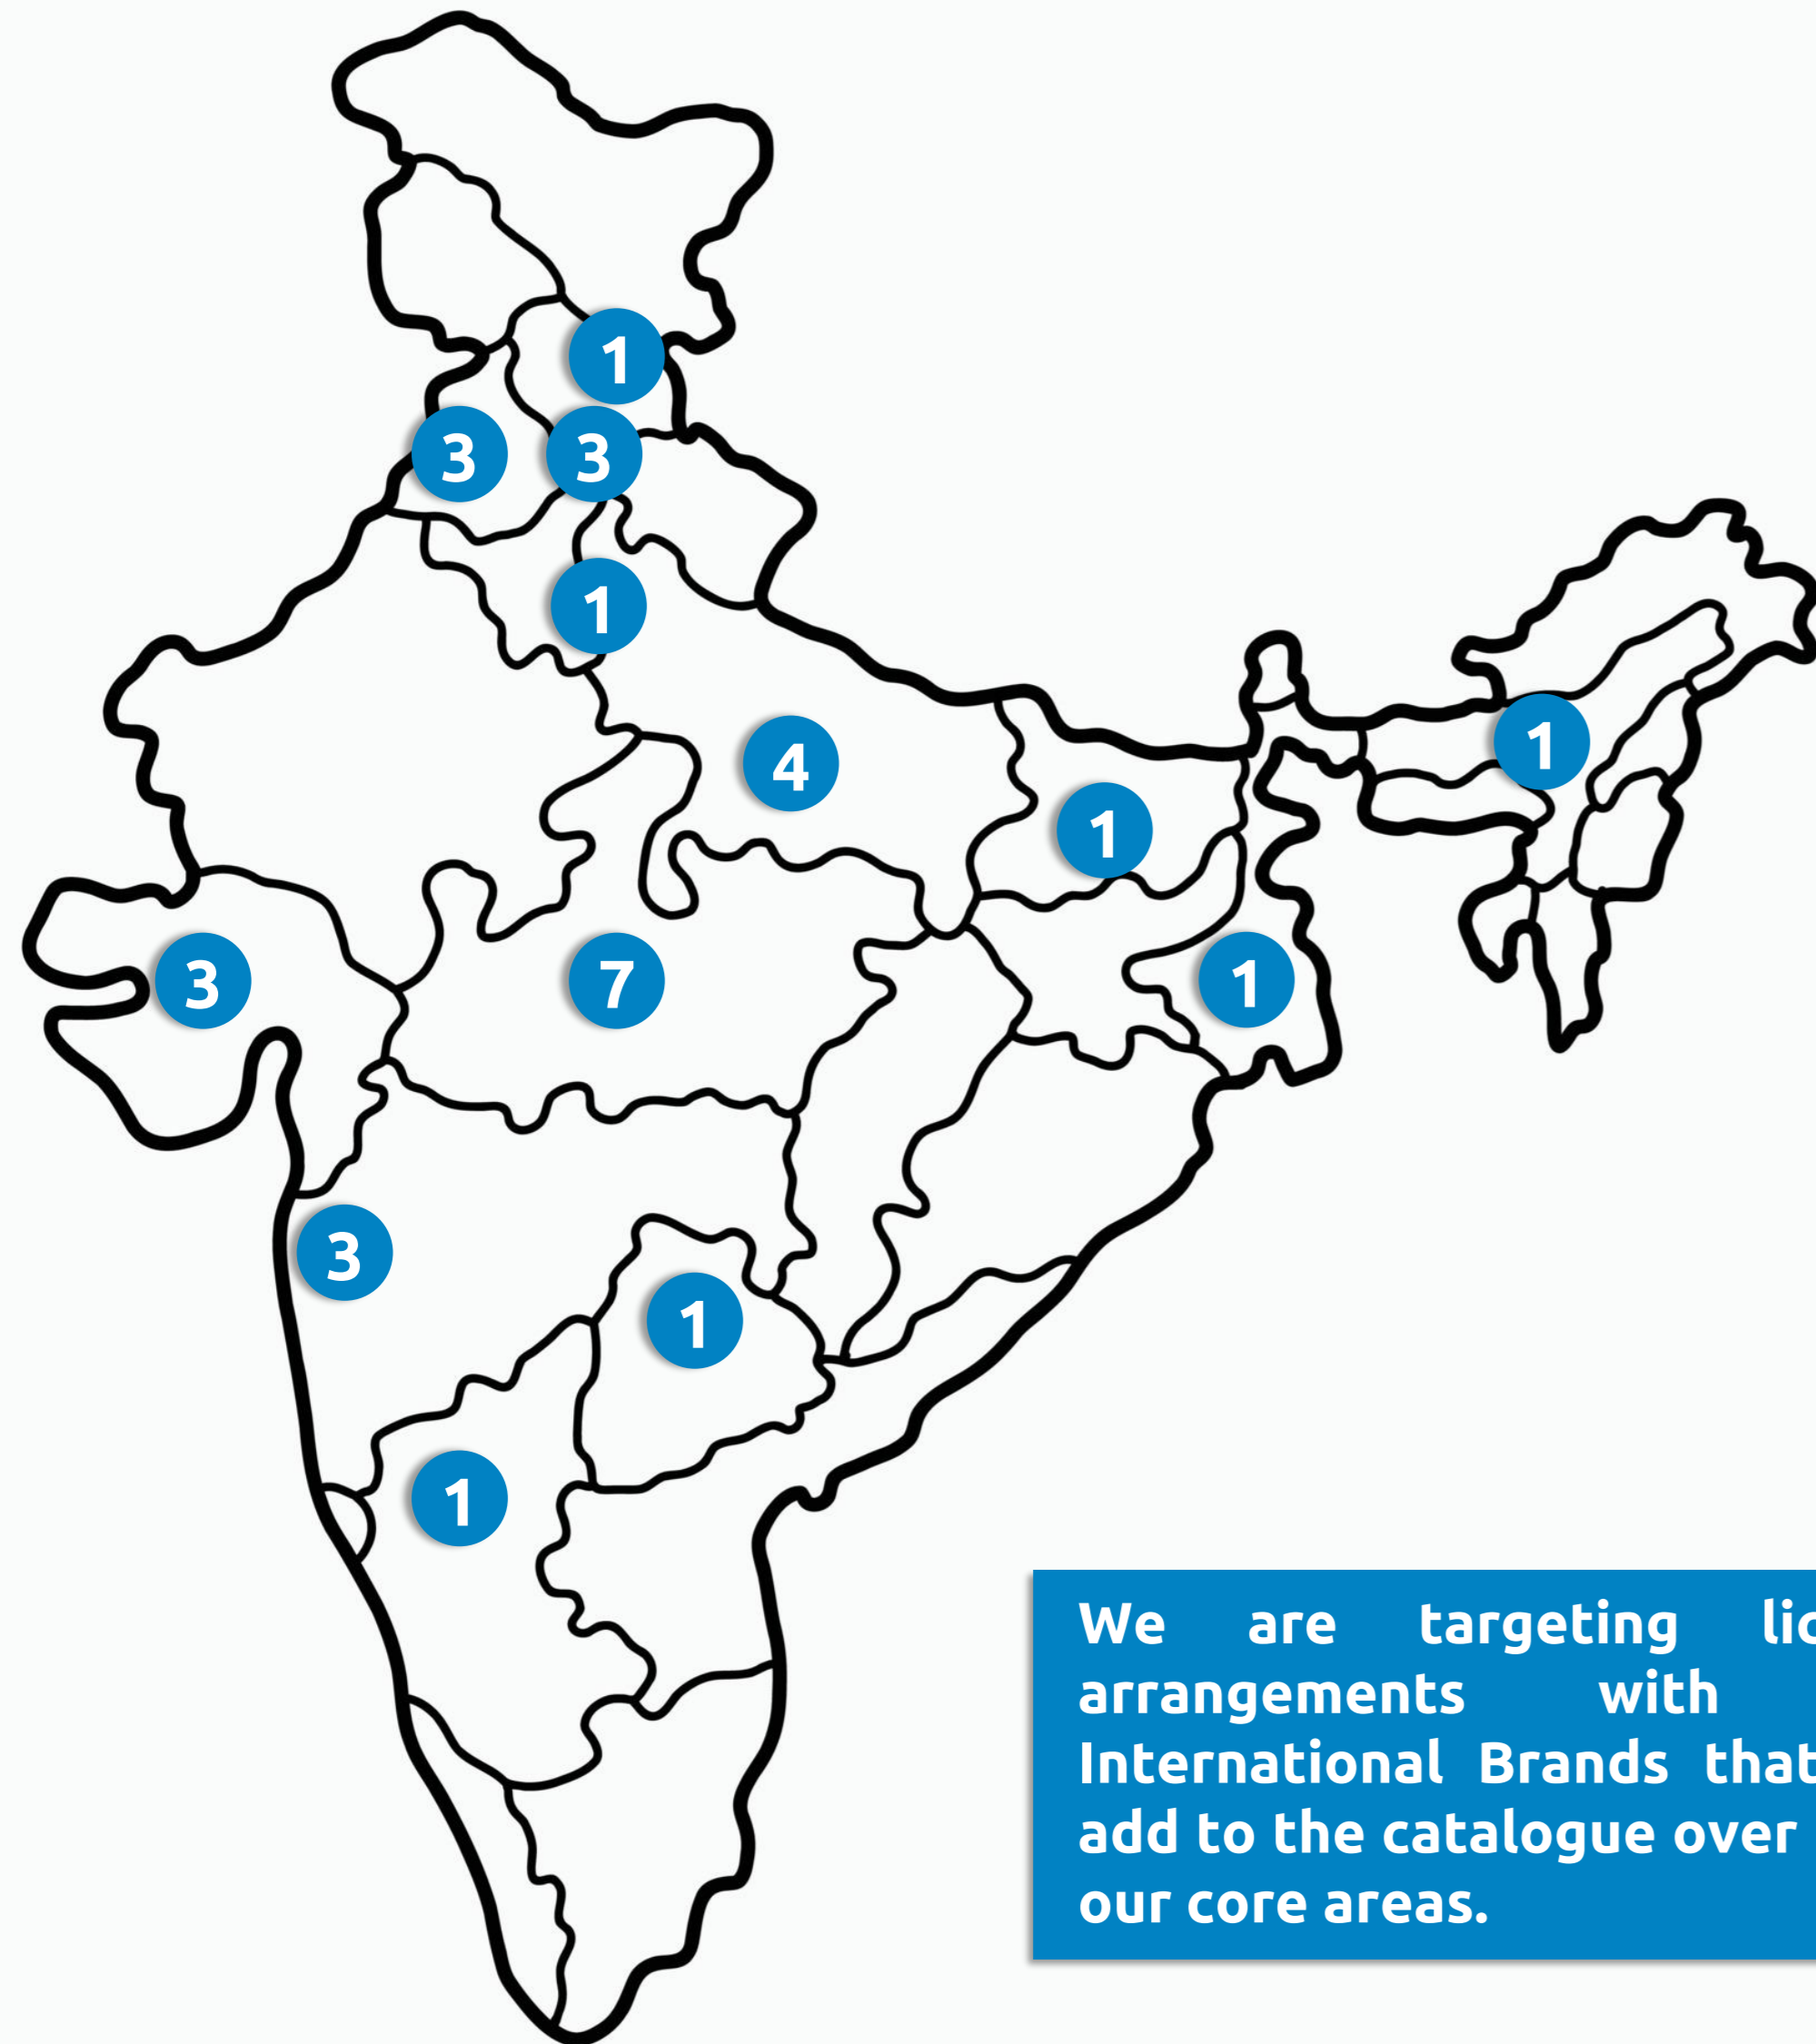 1
3
3
1
4
1
1
3
7
1
3
1
1
We are targeting
arrangements with
International Brands that
add to the catalogue over
our core areas.